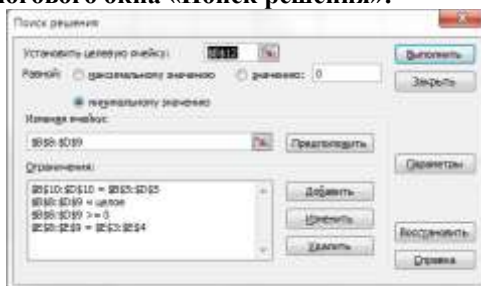 логового окна «Поиск решения».
Поиск решения
Установить целевую ячейку:
Равной: максимальному значению значению: 0
минимальному значению
Изменяя ячейки:
$B$8:$D$9
Предположить
Ограничения:
$B$10:$D$10 = $B$5:$D$5
$B$8:$D$9 = целое
$B$8:$D$9 >= 0
$E$8:$E$9 = $E$3:$E$4
Добавить
Изменить
Удалить
Выполнить
Закрыть
Параметры
Восстановить
Справка